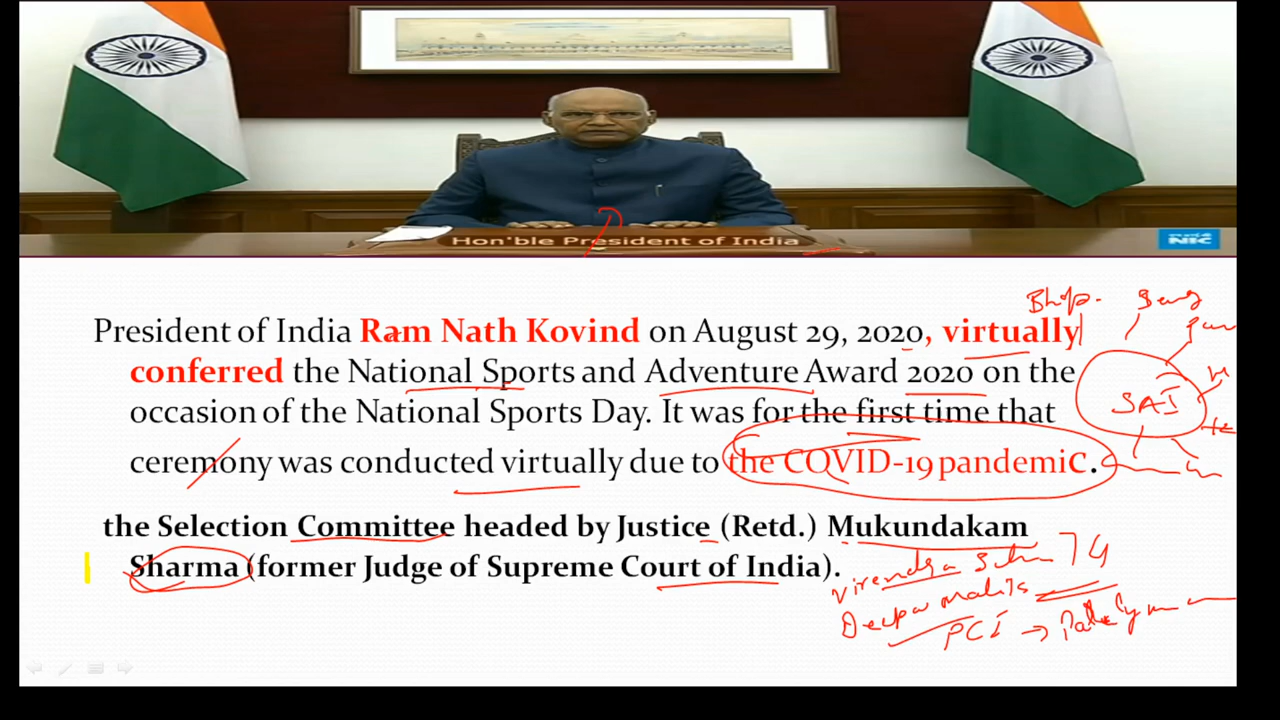 Hon'ble President of India
NIC
Bhop.
President of India Ram Nath Kovind on August 29, 2020, virtually
conferred the National Sports and Adventure Award 2020 on the
SAI
occasion of the National Sports Day. It was for the first time that
ceremony was conducted virtually due to the COVID-19 pandemic.
the Selection Committee headed by Justice (Retd.) Mukundakam
Sharma (former Judge of Supreme Court of India).
Virendra
Deepa Malik
PCI →